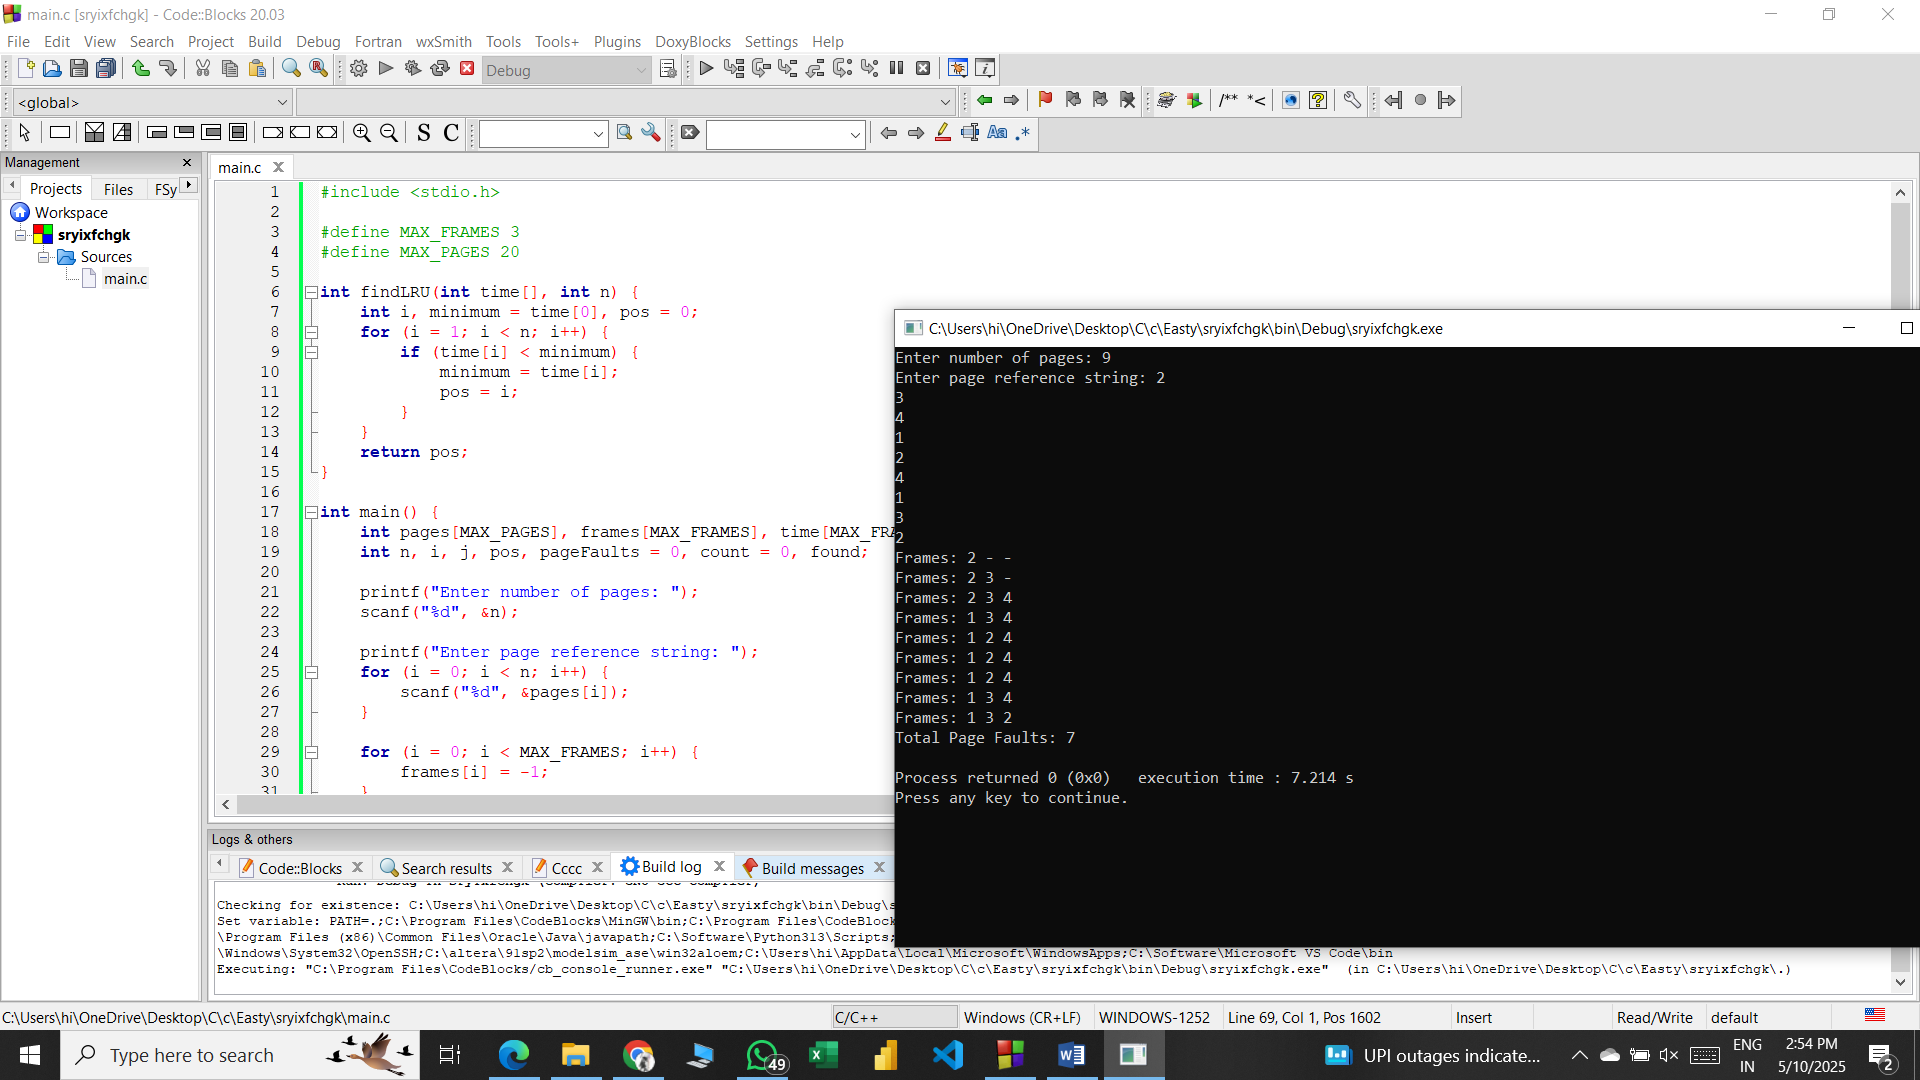 main.c [sryixfchgk] - Code::Blocks 20.03
File Edit View Search Project Build Debug Fortran wxSmith Tools Tools+ Plugins DoxyBlocks Settings Help
Debug
<global>
/** *<
S C
Aa .*
Management
Projects Files FSy
Workspace
sryixfchgk
Sources
main.c
main.c
1 #include <stdio.h>
2
3 #define MAX_FRAMES 3
4 #define MAX_PAGES 20
5
6 int findLRU(int time[], int n) {
7 int i, minimum = time[0], pos = 0;
8 for (i = 1; i < n; i++) {
9 if (time[i] < minimum) {
10 minimum = time[i];
11 pos = i;
12 }
13 }
14 return pos;
15 }
16
17 int main() {
18 int pages[MAX_PAGES], frames[MAX_FRAMES], time[MAX_FRA
19 int n, i, j, pos, pageFaults = 0, count = 0, found;
20
21 printf("Enter number of pages: ");
22 scanf("%d", &n);
23
24 printf("Enter page reference string: ");
25 for (i = 0; i < n; i++) {
26 scanf("%d", &pages[i]);
27 }
28
29 for (i = 0; i < MAX_FRAMES; i++) {
30 frames[i] = -1;
31 }
C:\Users\hi\OneDrive\Desktop\C\c\Easty\sryixfchgk\bin\Debug\sryixfchgk.exe
Enter number of pages: 9
Enter page reference string: 2
3
4
1
2
4
1
3
2
Frames: 2 - -
Frames: 2 3 -
Frames: 2 3 4
Frames: 1 3 4
Frames: 1 2 4
Frames: 1 2 4
Frames: 1 2 4
Frames: 1 3 4
Frames: 1 3 2
Total Page Faults: 7
Process returned 0 (0x0) execution time : 7.214 s
Press any key to continue.
Logs & others
Code::Blocks Search results Cccc Build log Build messages
Checking for existence: C:\Users\hi\OneDrive\Desktop\C\c\Easty\sryixfchgk\bin\Debug\s
Set variable: PATH=.;C:\Program Files\CodeBlocks\MinGW\bin;C:\Program Files\CodeBlock
\Program Files (x86)\Common Files\Oracle\Java\javapath;C:\Software\Python313\Scripts;
\Windows\System32\OpenSSH;C:\altera\91sp2\modelsim_ase\win32aloem;C:\Users\hi\AppData\Local\Microsoft\WindowsApps;C:\Software\Microsoft VS Code\bin
Executing: "C:\Program Files\CodeBlocks/cb_console_runner.exe" "C:\Users\hi\OneDrive\Desktop\C\c\Easty\sryixfchgk\bin\Debug\sryixfchgk.exe" (in C:\Users\hi\OneDrive\Desktop\C\c\Easty\sryixfchgk\.)
C:\Users\hi\OneDrive\Desktop\C\c\Easty\sryixfchgk\main.c C/C++ Windows (CR+LF) WINDOWS-1252 Line 69, Col 1, Pos 1602 Insert Read/Write default
Type here to search
49
UPI outages indicate...
ENG
IN
2:54 PM
5/10/2025
2